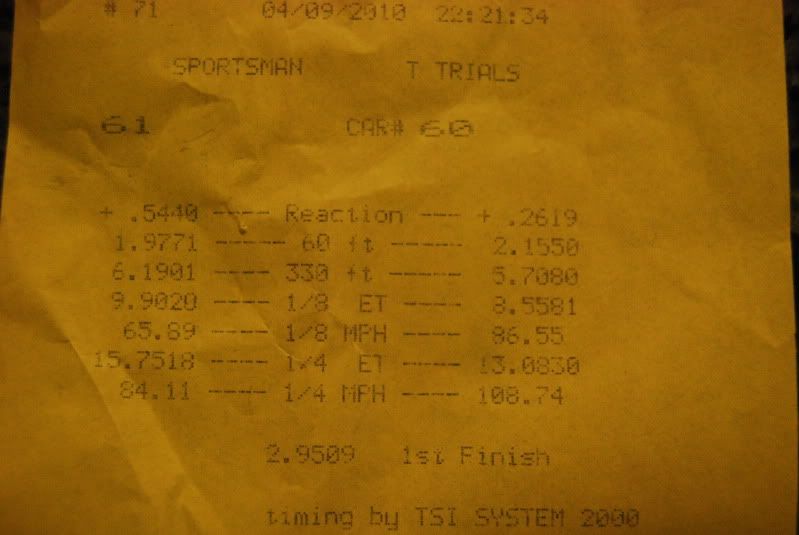 # 71 04/09/2010 22:21:34
SPORTSMAN T TRIALS
61 CAR# 60
+ .5440 ---- Reaction --- + .2619
1.9771 ----- 60 ft ----- 2.1550
6.1901 ---- 330 ft ----- 5.7080
9.9020 ---- 1/8 ET ---- 8.5581
65.89 ---- 1/8 MPH ---- 86.55
15.7518 ---- 1/4 ET ---- 13.0830
84.11 ---- 1/4 MPH ---- 108.74
2.9509 1st Finish
timing by TSI SYSTEM 2000